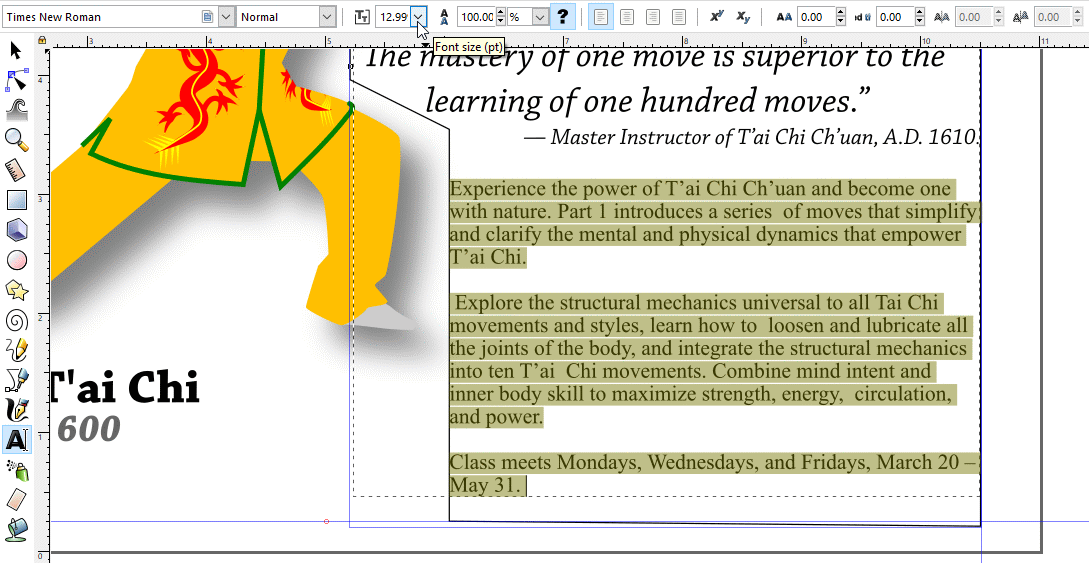 Times New Roman Normal 12.99 100.00 % ? 0.00 0.00 0.00 0.00
Font size (pt)
3 4 5 7 8 9 10 11
4
3
2
1
0
The mastery of one move is superior to the
learning of one hundred moves.”
— Master Instructor of T’ai Chi Ch’uan, A.D. 1610.
Experience the power of T’ai Chi Ch’uan and become one
with nature. Part 1 introduces a series  of moves that simplify
and clarify the mental and physical dynamics that empower
T’ai Chi.
Explore the structural mechanics universal to all Tai Chi
movements and styles, learn how to  loosen and lubricate all
the joints of the body, and integrate the structural mechanics
into ten T’ai  Chi movements. Combine mind intent and
inner body skill to maximize strength, energy,  circulation,
and power.
Class meets Mondays, Wednesdays, and Fridays, March 20 –
May 31.
T'ai Chi
600